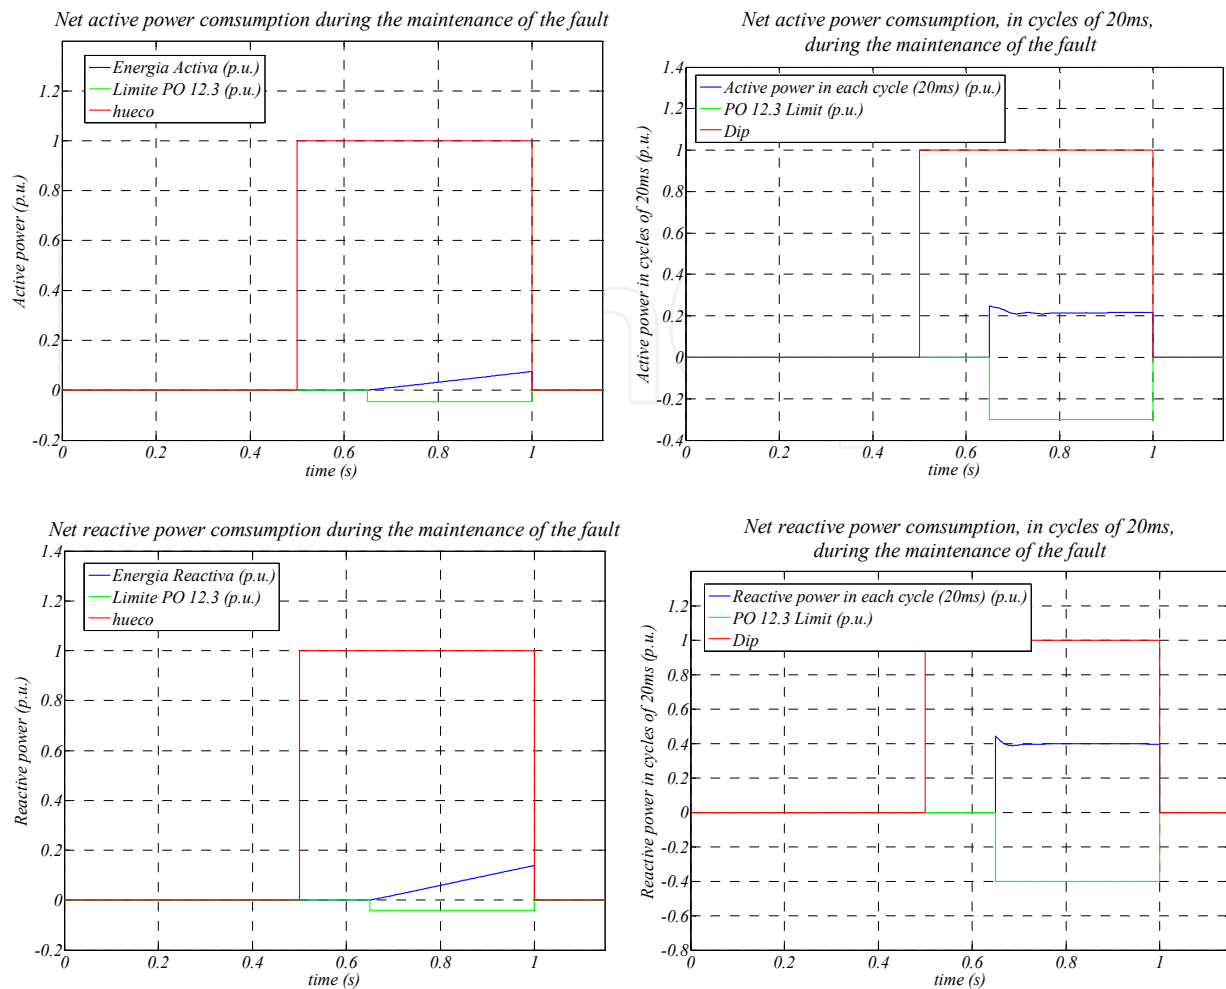 Net active power comsumption during the maintenance of the fault
Energia Activa (p.u.)
Limite PO 12.3 (p.u.)
hueco
1.2
1
0.8
0.6
0.4
0.2
0
-0.2
Active power (p.u.)
0 0.2 0.4 0.6 0.8 1
time (s)
Net active power comsumption, in cycles of 20ms,
during the maintenance of the fault
Active power in each cycle (20ms) (p.u.)
PO 12.3 Limit (p.u.)
Dip
1.4
1.2
1
0.8
0.6
0.4
0.2
0
-0.2
-0.4
Active power in cycles of 20ms (p.u.)
0 0.2 0.4 0.6 0.8 1
time (s)
Net reactive power comsumption during the maintenance of the fault
Energia Reactiva (p.u.)
Limite PO 12.3 (p.u.)
hueco
1.4
1.2
1
0.8
0.6
0.4
0.2
0
-0.2
Reactive power (p.u.)
0 0.2 0.4 0.6 0.8 1
time (s)
Net reactive power comsumption, in cycles of 20ms,
during the maintenance of the fault
Reactive power in each cycle (20ms) (p.u.)
PO 12.3 Limit (p.u.)
Dip
1.2
1
0.8
0.6
0.4
0.2
0
-0.2
-0.4
-0.6
-0.8
Reactive power in cycles of 20ms (p.u.)
0 0.2 0.4 0.6 0.8 1
time (s)